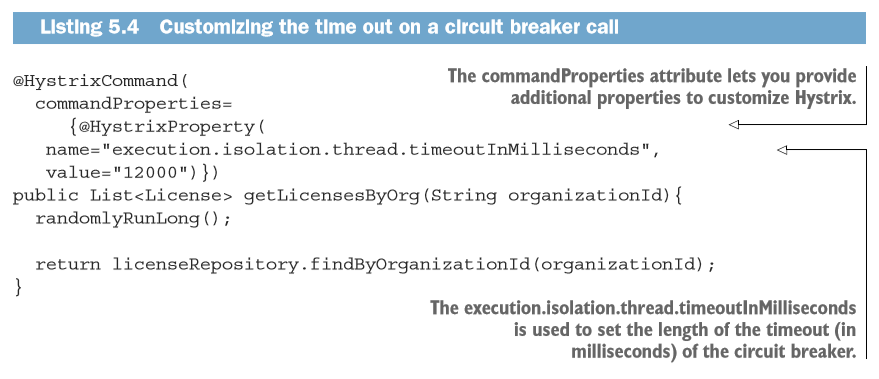 Listing 5.4 Customizing the time out on a circuit breaker call
@HystrixCommand(
The commandProperties attribute lets you provide
additional properties to customize Hystrix.
commandProperties=
{@HystrixProperty(
name="execution.isolation.thread.timeoutInMilliseconds",
value="12000")})
public List<License> getLicensesByOrg(String organizationId){
randomlyRunLong();
return licenseRepository.findByOrganizationId(organizationId);
}
The execution.isolation.thread.timeoutInMilliseconds
is used to set the length of the timeout (in
milliseconds) of the circuit breaker.